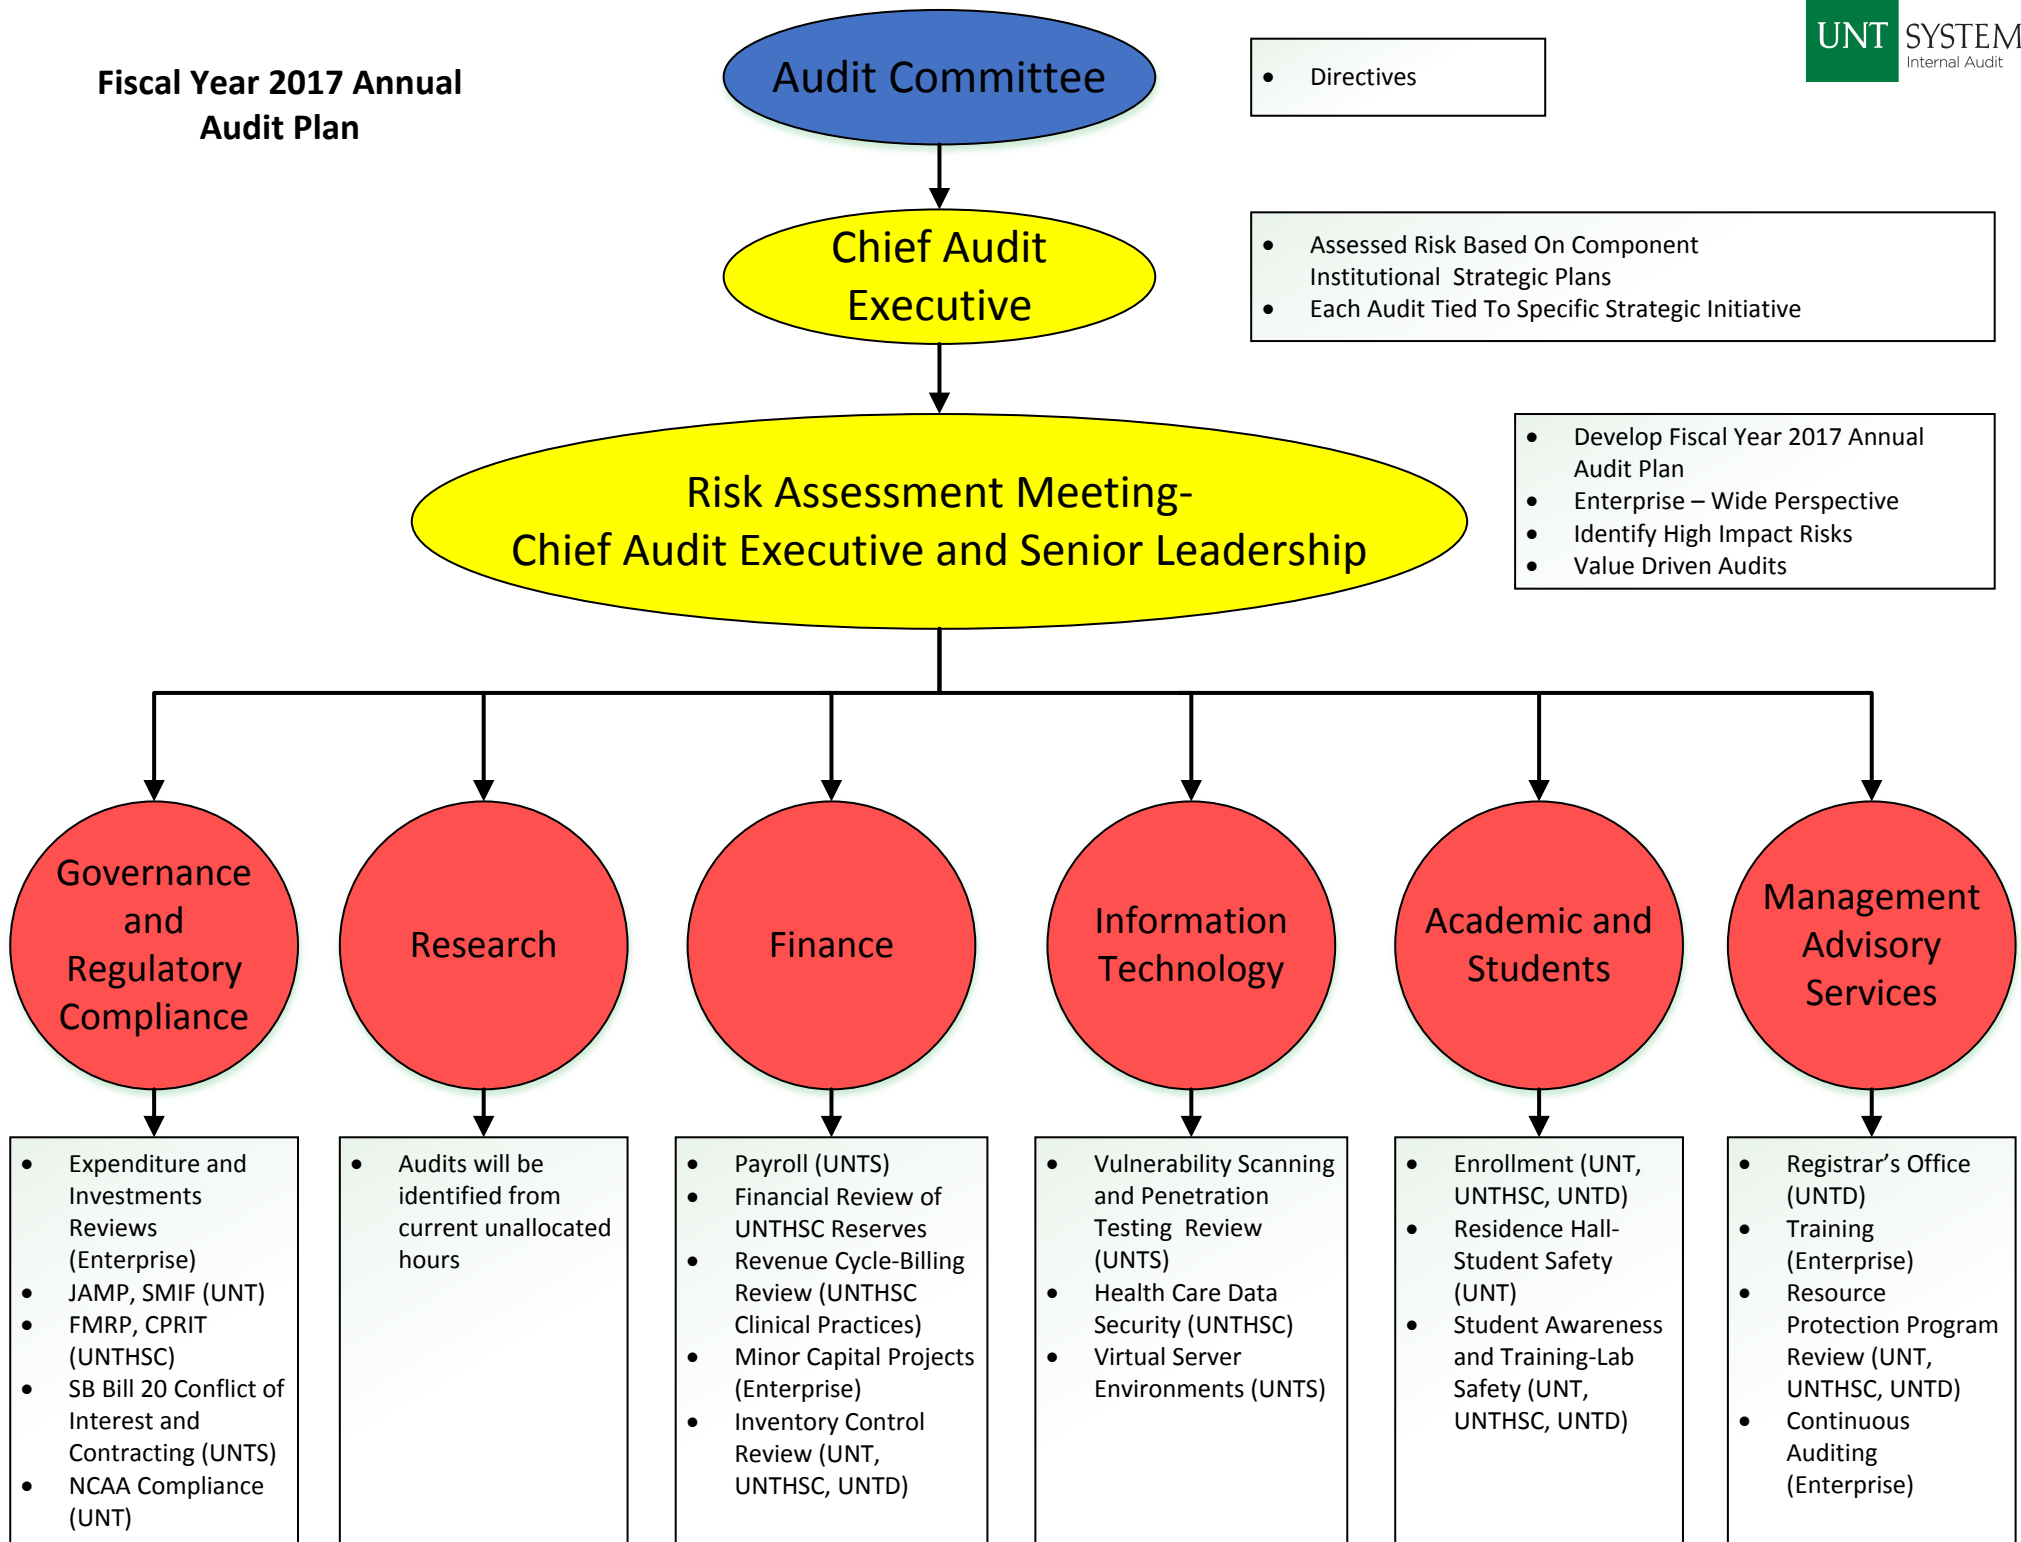 Fiscal Year 2017 Annual
Audit Plan
Audit Committee
• Directives
UNT SYSTEM
Internal Audit
Chief Audit
Executive
• Assessed Risk Based On Component
Institutional  Strategic Plans
• Each Audit Tied To Specific Strategic Initiative
Risk Assessment Meeting-
Chief Audit Executive and Senior Leadership
• Develop Fiscal Year 2017 Annual
Audit Plan
• Enterprise – Wide Perspective
• Identify High Impact Risks
• Value Driven Audits
Governance
and
Regulatory
Compliance
Research
Finance
Information
Technology
Academic and
Students
Management
Advisory
Services
• Expenditure and
Investments
Reviews
(Enterprise)
• JAMP, SMIF (UNT)
• FMRP, CPRIT
(UNTHSC)
• SB Bill 20 Conflict of
Interest and
Contracting (UNTS)
• NCAA Compliance
(UNT)
• Audits will be
identified from
current unallocated
hours
• Payroll (UNTS)
• Financial Review of
UNTHSC Reserves
• Revenue Cycle-Billing
Review (UNTHSC
Clinical Practices)
• Minor Capital Projects
(Enterprise)
• Inventory Control
Review (UNT,
UNTHSC, UNTD)
• Vulnerability Scanning
and Penetration
Testing  Review
(UNTS)
• Health Care Data
Security (UNTHSC)
• Virtual Server
Environments (UNTS)
• Enrollment (UNT,
UNTHSC, UNTD)
• Residence Hall-
Student Safety
(UNT)
• Student Awareness
and Training-Lab
Safety (UNT,
UNTHSC, UNTD)
• Registrar’s Office
(UNTD)
• Training
(Enterprise)
• Resource
Protection Program
Review (UNT,
UNTHSC, UNTD)
• Continuous
Auditing
(Enterprise)